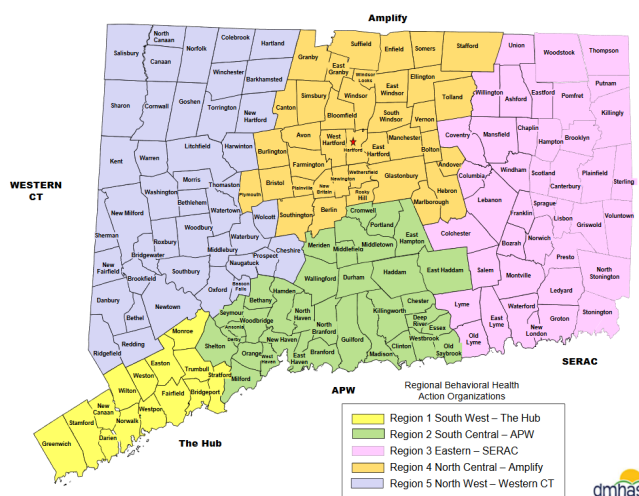 Amplify
North
Canaan
Colebrook
Hartland
Salisbury
Norfolk
Canaan
Suffield
Enfield
Somers
Stafford
Union
Woodstock
Thompson
Granby
East
Granby
Windsor
Locks
Winchester
Barkhamsted
Ellington
Putnam
Sharon
Cornwall
Goshen
Torrington
New
Hartford
Canton
Simsbury
Windsor
East
Windsor
Tolland
Willington
Ashford
Eastford
Pomfret
Killingly
Bloomfield
South
Windsor
Vernon
Avon
West
Hartford
Hartford
East
Hartford
Manchester
Bolton
Coventry
Mansfield
Chaplin
Hampton
Brooklyn
Kent
Warren
Litchfield
Harwinton
Burlington
Farmington
Andover
Columbia
Windham
Scotland
Canterbury
Plainfield
Sterling
WESTERN
CT
Washington
Morris
Bethlehem
Thomaston
Plymouth
Bristol
Plainville
New
Britain
Newington
Wethersfield
Rocky
Hill
Glastonbury
Hebron
Marlborough
Lebanon
Franklin
Sprague
Lisbon
Griswold
Voluntown
New Milford
Watertown
Wolcott
Southington
Berlin
Cromwell
Portland
East
Hampton
Colchester
Bozrah
Norwich
Presto
Sherman
Roxbury
Woodbury
Waterbury
Middlebury
Naugatuck
Prospect
Cheshire
Meriden
Middlefield
Middletown
Bridgewater
New
Fairfield
Brookfield
Southbury
Oxford
Beacon
Falls
Wallingford
Durham
Haddam
East Haddam
Salem
Montville
North
Stonington
Ledyard
Danbury
Bethel
Newtown
Bethany
Hamden
Seymour
Woodbridge
Ansonia
Derby
North
Haven
North
Branford
Killingworth
Chester
Deep
River
Essex
Lyme
Waterford
East
Lyme
New
London
Groton
Stonington
Redding
Ridgefield
Monroe
Shelton
Orange
New Haven
West
Haven
East
Haven
Branford
Guilford
Madison
Clinton
Westbrook
Old
Saybrook
Old
Lyme
Easton
Weston
Trumbull
Stratford
Milford
SERAC
Wilton
Fairfield
Bridgeport
New
Canaan
Westpor
Norwalk
Stamford
Darien
Greenwich
The Hub
APW
Regional Behavioral Health
Action Organizations
Region 1 South West – The Hub
Region 2 South Central – APW
Region 3 Eastern – SERAC
Region 4 North Central – Amplify
Region 5 North West – Western CT
dmhas